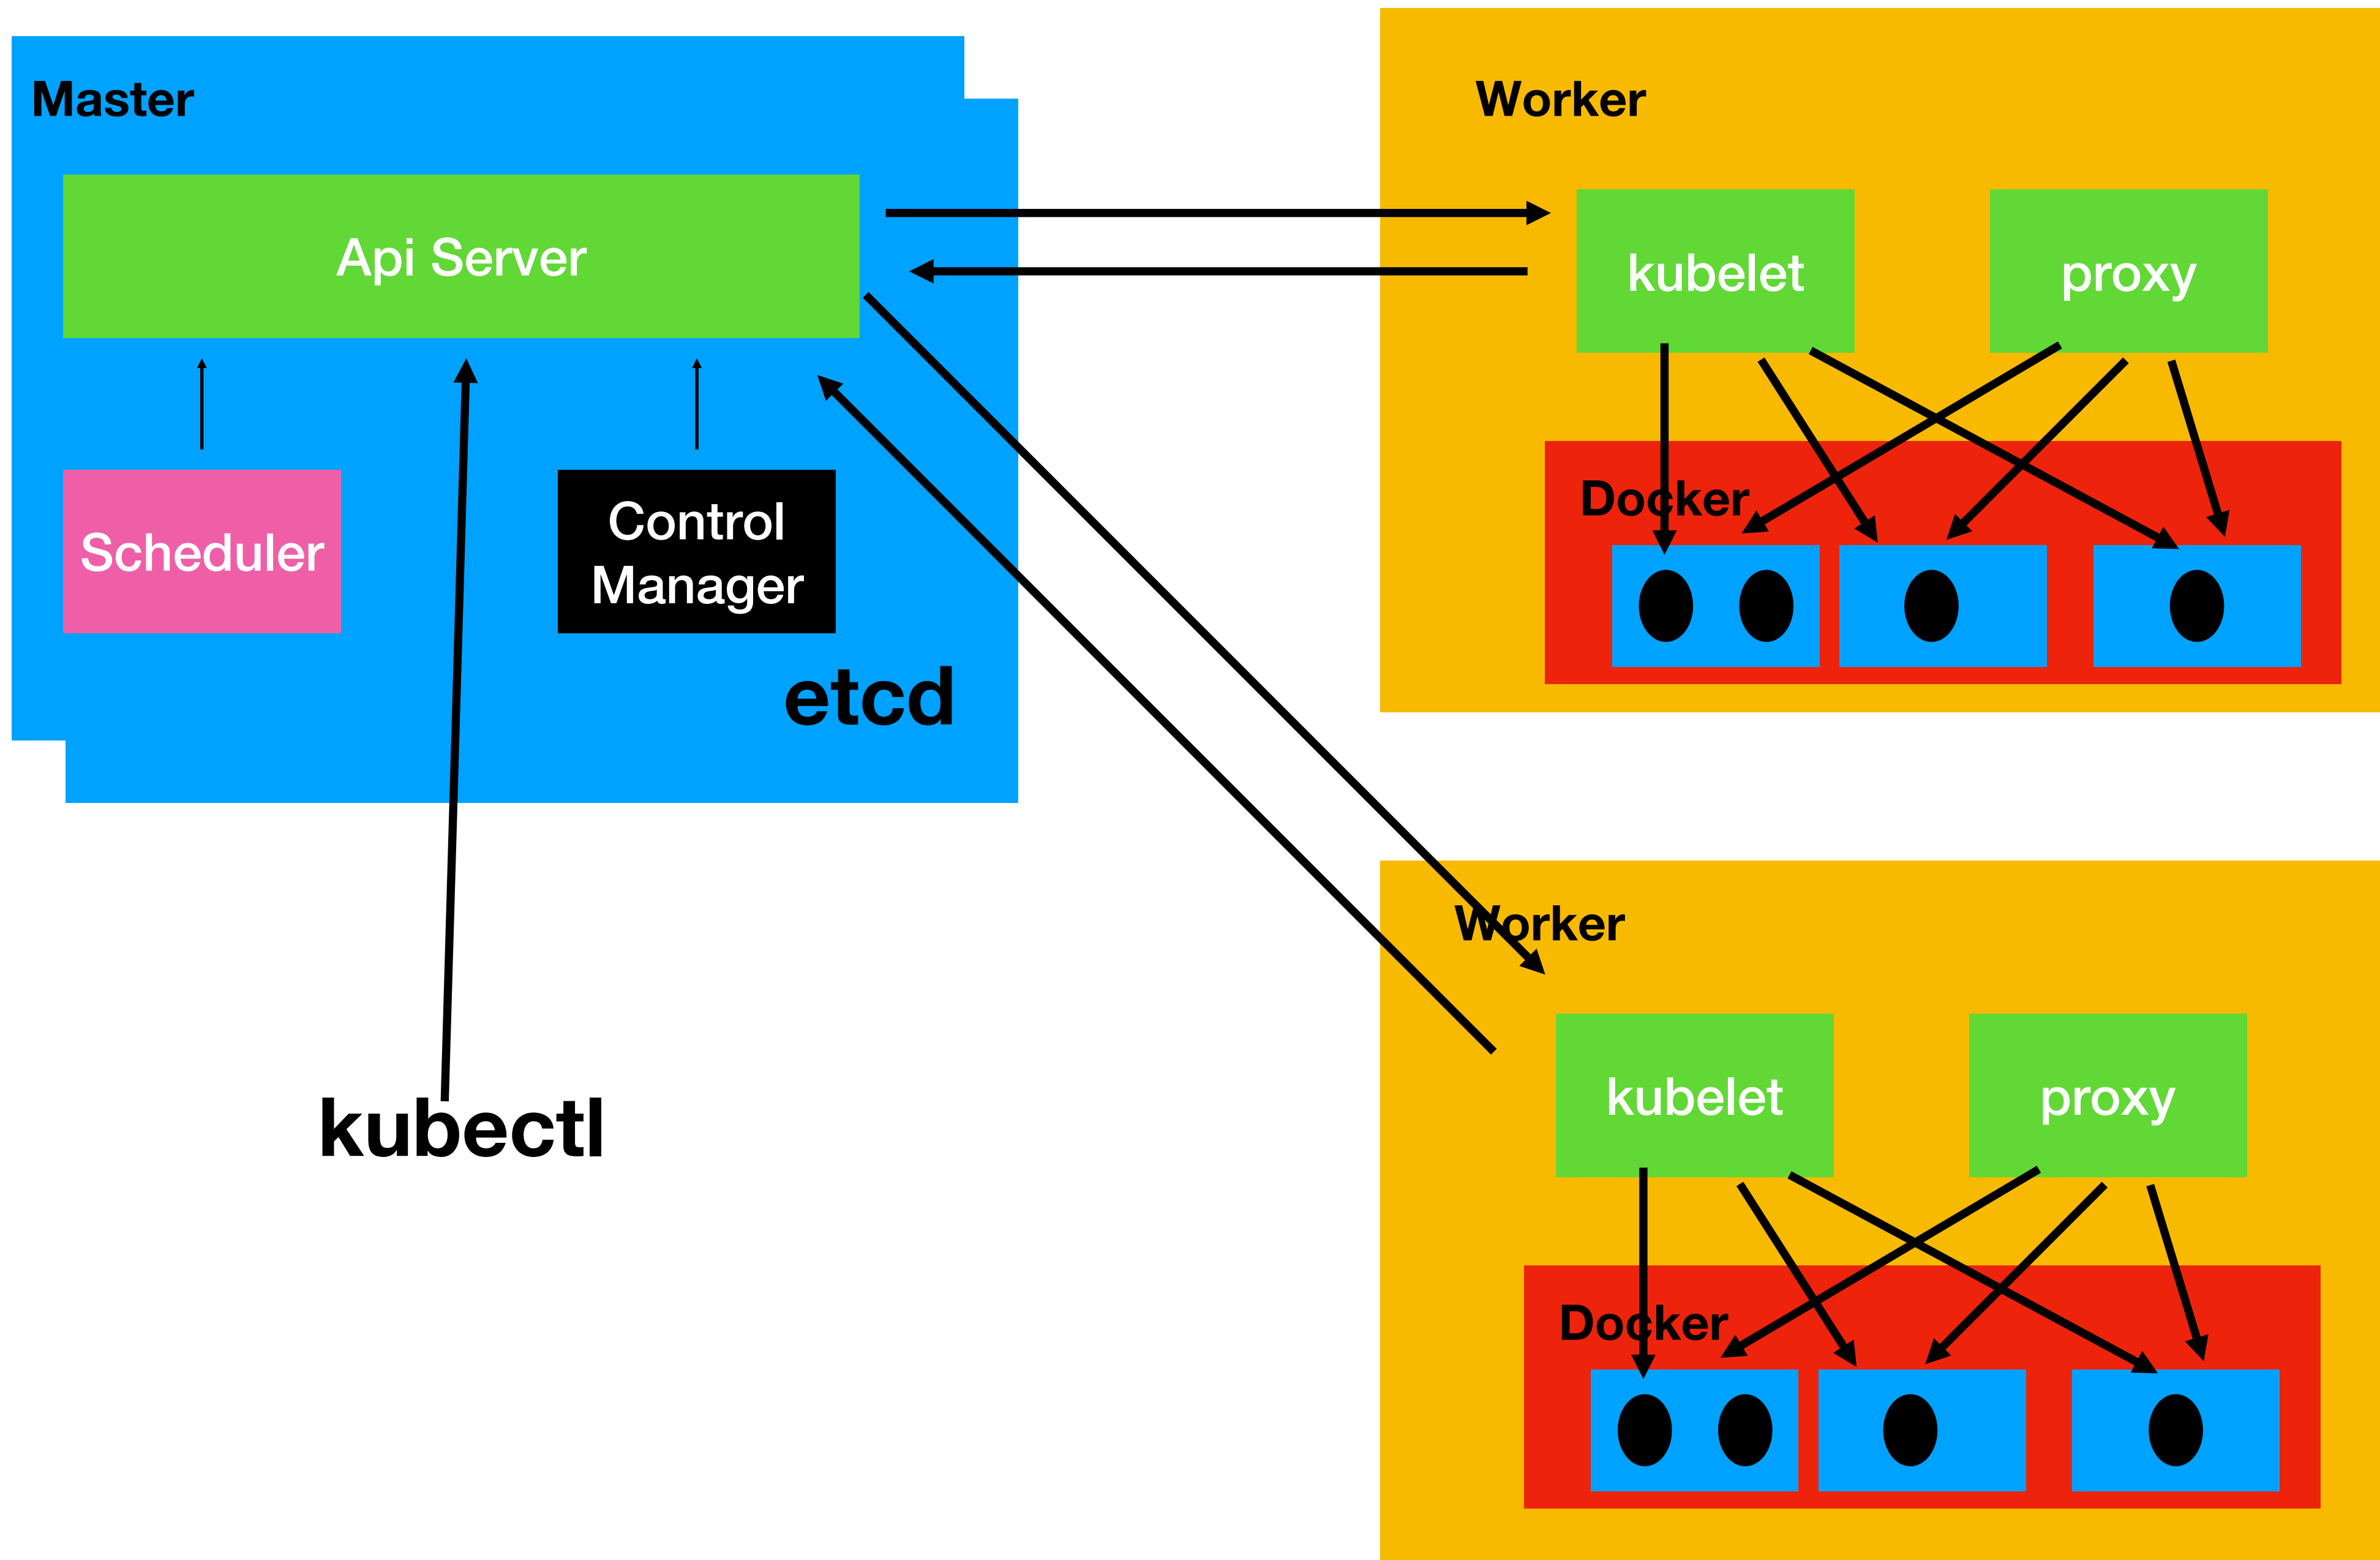 Master
Api Server
Scheduler
Control
Manager
etcd
kubectl
Worker
kubelet
proxy
Docker
Worker
kubelet
proxy
Docker